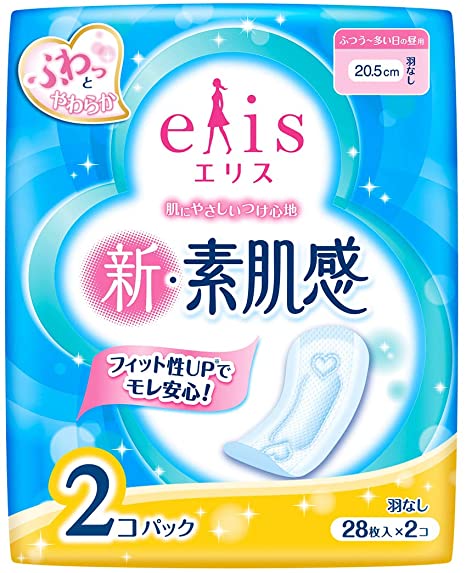 ふわっ
と
やわらか
ふつう～多い日の昼用
20.5cm
羽なし
elis
エリス
肌にやさしいつけ心地
新・素肌感
フィット性UP*で
モレ安心!
2コパック
羽なし
28枚入×2コ